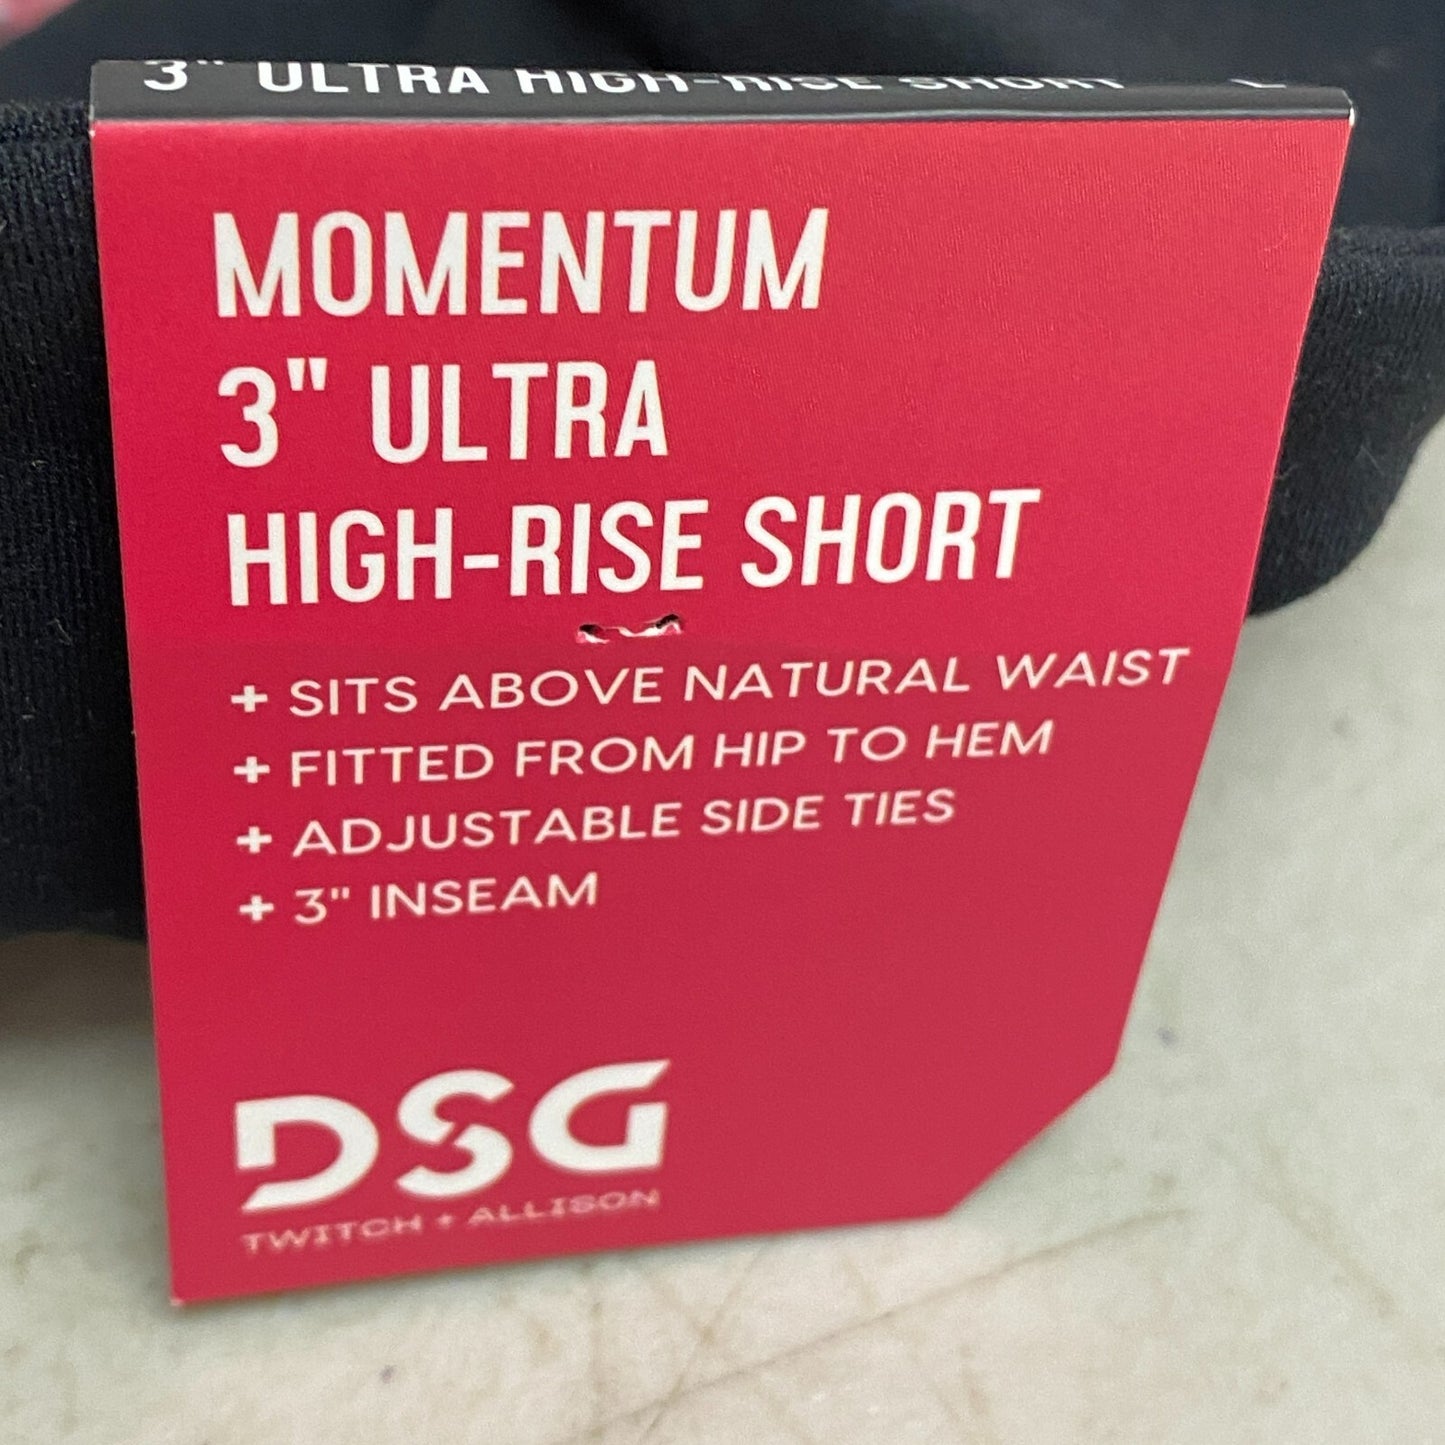 3" ULTRA HIGH-RISE SHORT
MOMENTUM
3" ULTRA
HIGH-RISE SHORT
+ SITS ABOVE NATURAL WAIST
+ FITTED FROM HIP TO HEM
+ ADJUSTABLE SIDE TIES
+ 3" INSEAM
DSG
TWITCH + ALLISON